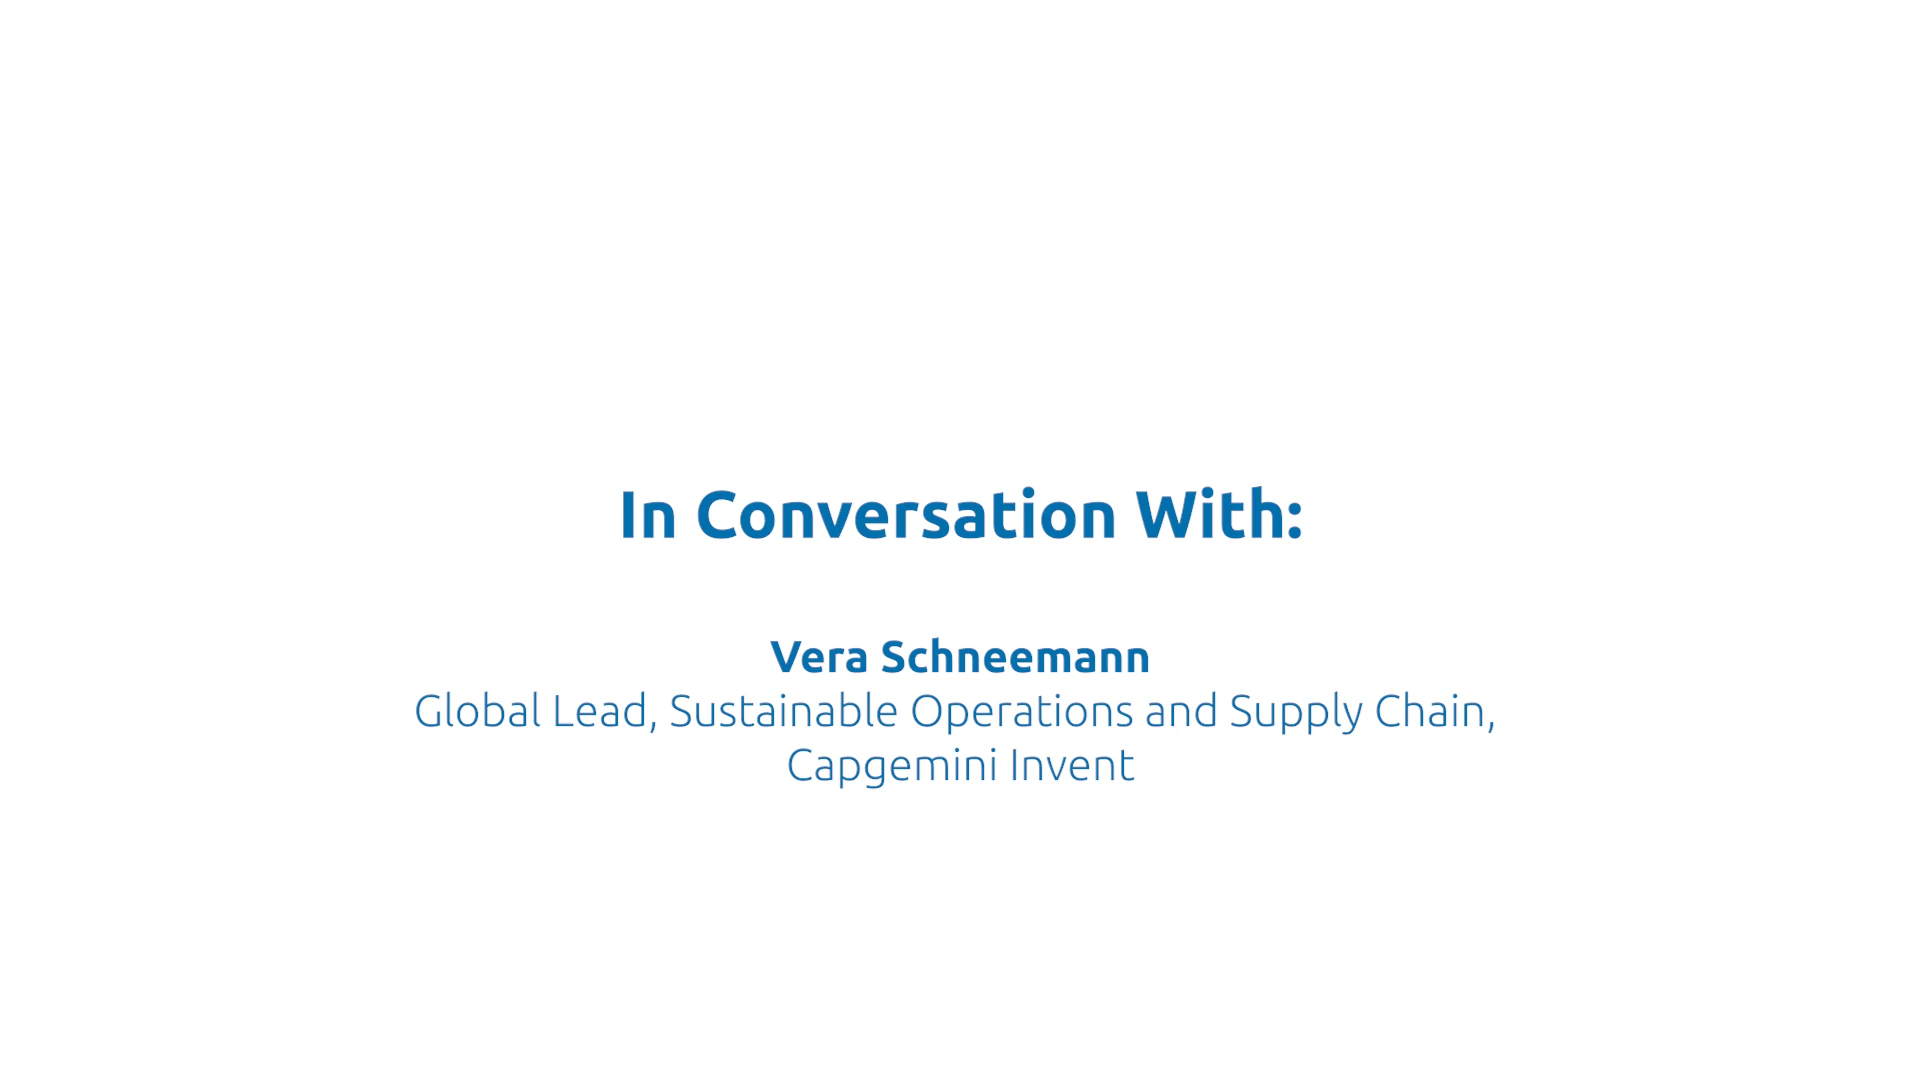 In Conversation With:
Vera Schneemann
Global Lead, Sustainable Operations and Supply Chain,
Capgemini Invent